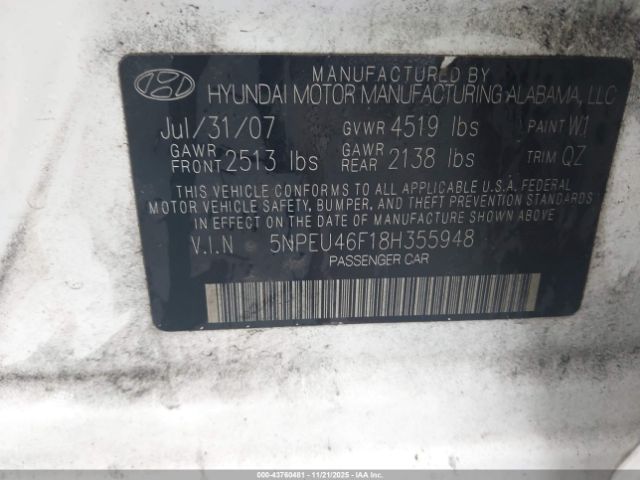 MANUFACTURED BY
HYUNDAI MOTOR MANUFACTURING ALABAMA, LLC
Jul/31/07 GVWR 4519 lbs PAINT W1
GAWR FRONT 2513 lbs GAWR REAR 2138 lbs TRIM QZ
THIS VEHICLE CONFORMS TO ALL APPLICABLE U.S.A. FEDERAL
MOTOR VEHICLE SAFETY, BUMPER, AND THEFT PREVENTION STANDARDS
IN EFFECT ON THE DATE OF MANUFACTURE SHOWN ABOVE
V.I.N 5NPEU46F18H355948
PASSENGER CAR
000-43760481 - 11/21/2025 - IAAI.COM